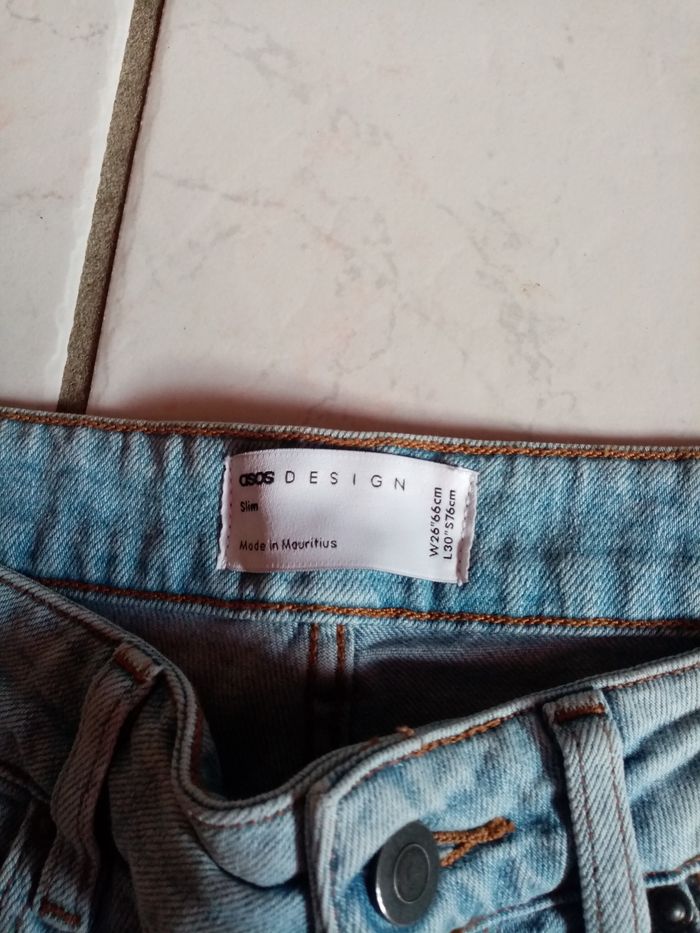 asos DESIGN
Slim
Made in Mauritius
W26"66cm
L30"S76cm